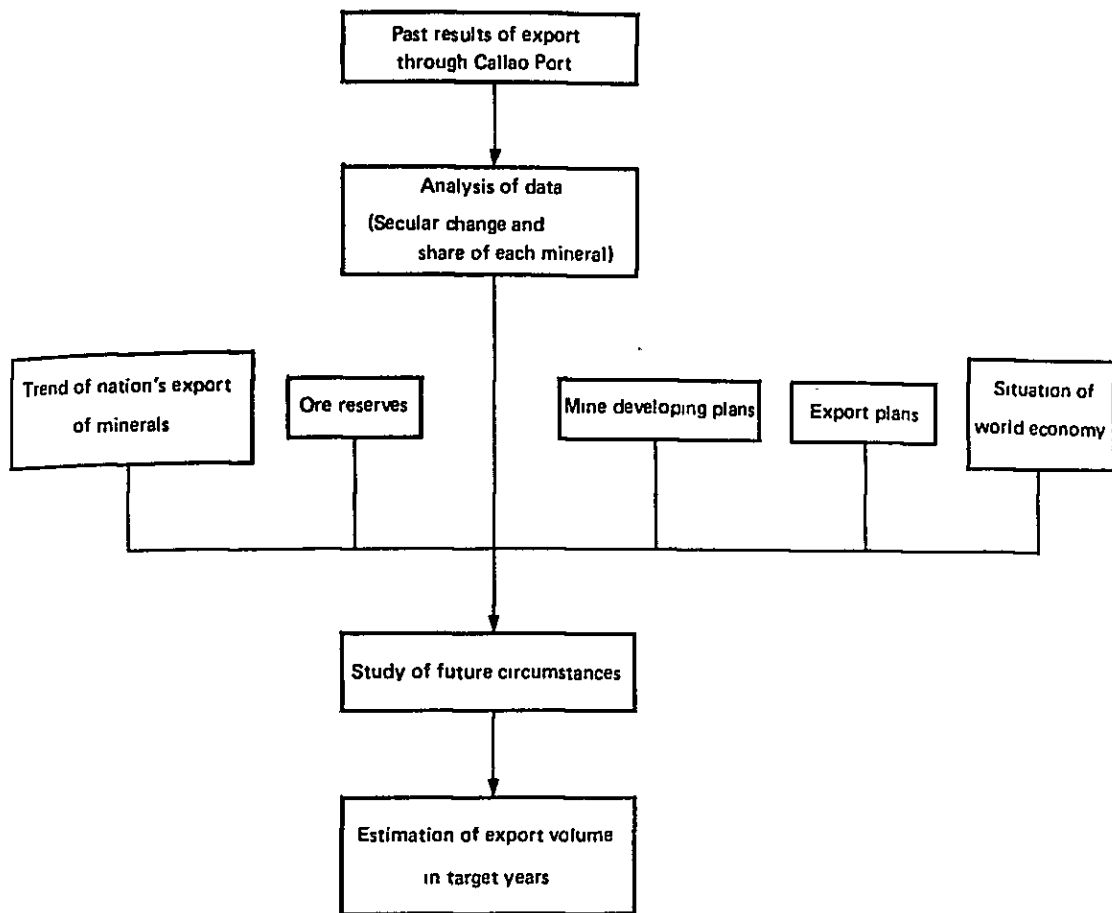 Past results of export
through Callao Port
Analysis of data
(Secular change and
share of each mineral)
Trend of nation's export
of minerals
Ore reserves
Mine developing plans
Export plans
Situation of
world economy
Study of future circumstances
Estimation of export volume
in target years